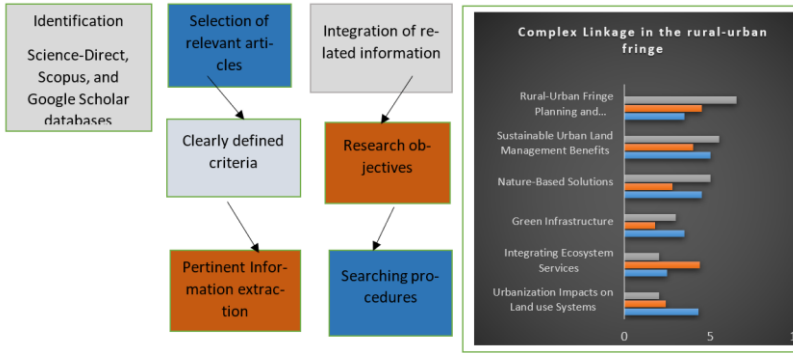 Identification
Science-Direct,
Scopus, and
Google Scholar
databases
Selection of
relevant arti-
cles
Clearly defined
criteria
Pertinent Infor-
mation extrac-
tion
Integration of re-
lated information
Research ob-
jectives
Searching pro-
cedures
Complex Linkage in the rural-urban
fringe
Rural-Urban Fringe
Planning and...
Sustainable Urban Land
Management Benefits
Nature-Based Solutions
Green Infrastructure
Integrating Ecosystem
Services
Urbanization Impacts on
Land use Systems
0 5 1